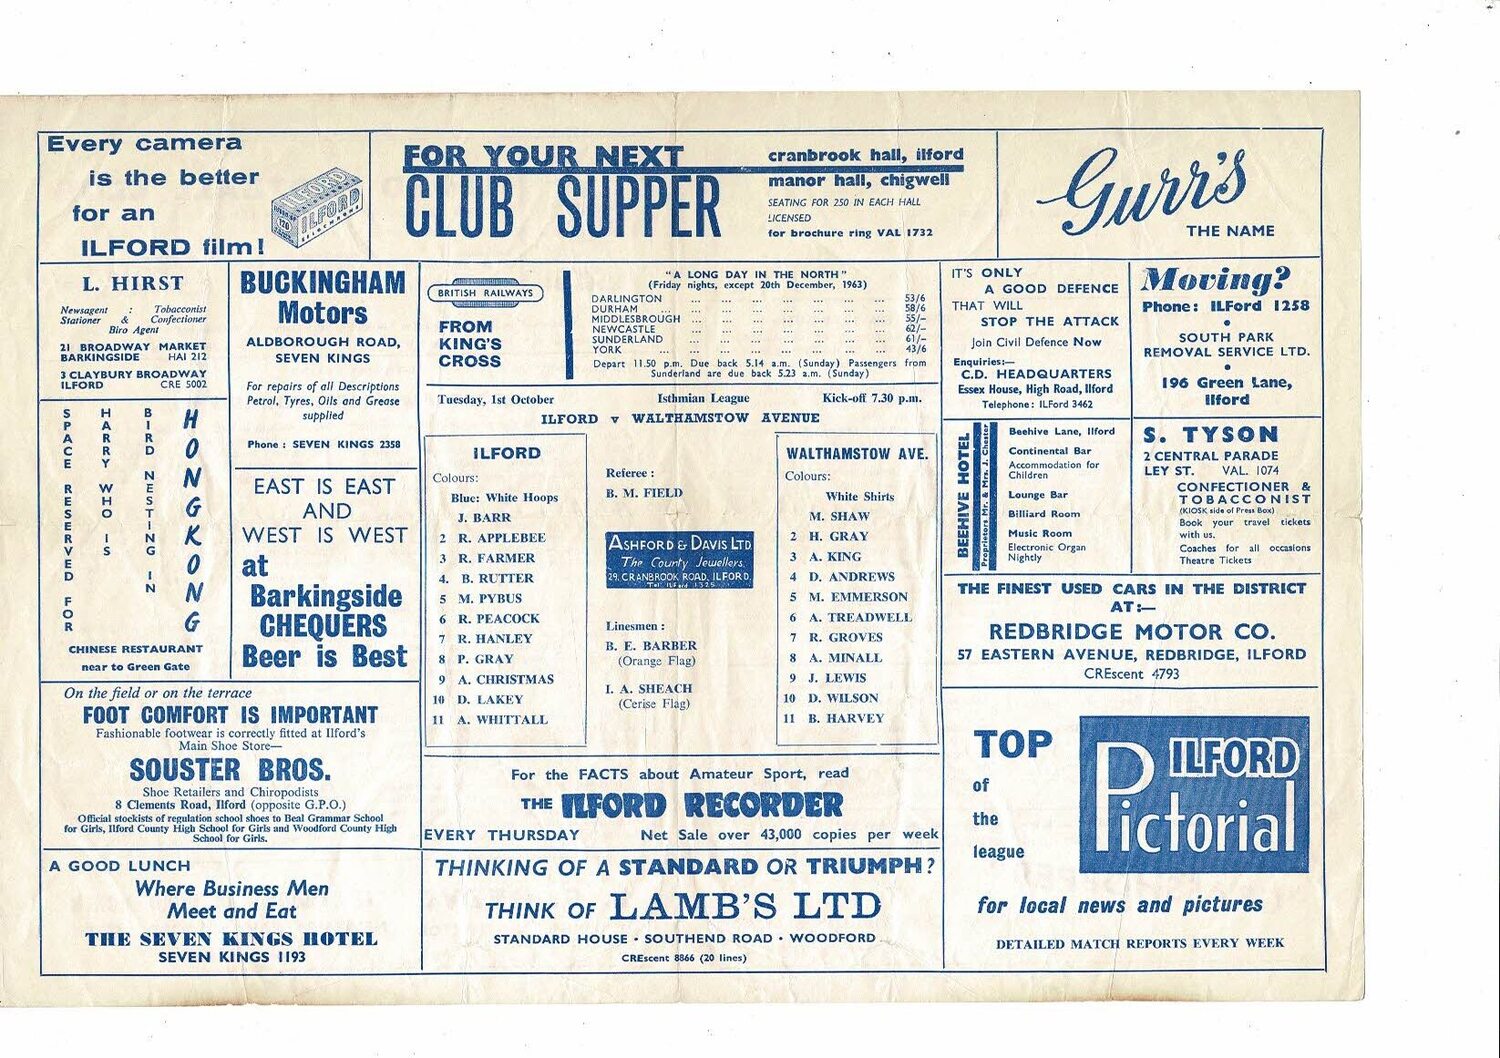 Every camera
is the better
for an
ILFORD film!
ILFORD
ILFORD
120
ILFORD
SELOCHROME
FOR YOUR NEXT
CLUB SUPPER
cranbrook hall, ilford
manor hall, chigwell
SEATING FOR 250 IN EACH HALL
LICENSED
for brochure ring VAL 1732
Gurr's
THE NAME
L. HIRST
Newsagent : Tobacconist
Stationer & Confectioner
Biro Agent
21 BROADWAY MARKET
BARKINGSIDE HAI 212
3 CLAYBURY BROADWAY
ILFORD CRE 5002
SPACE RESERVED FOR
HARRY WHO IS
BIRD NESTING IN
HONGKONG
CHINESE RESTAURANT
near to Green Gate
BUCKINGHAM
Motors
ALDBOROUGH ROAD,
SEVEN KINGS
For repairs of all Descriptions
Petrol, Tyres, Oils and Grease
supplied
Phone : SEVEN KINGS 2358
EAST IS EAST
AND
WEST IS WEST
at
Barkingside
CHEQUERS
Beer is Best
On the field or on the terrace
FOOT COMFORT IS IMPORTANT
Fashionable footwear is correctly fitted at Ilford's
Main Shoe Store—
SOUSTER BROS.
Shoe Retailers and Chiropodists
8 Clements Road, Ilford (opposite G.P.O.)
Official stockists of regulation school shoes to Beal Grammar School
for Girls, Ilford County High School for Girls and Woodford County High
School for Girls.
A GOOD LUNCH
Where Business Men
Meet and Eat
THE SEVEN KINGS HOTEL
SEVEN KINGS 1193
BRITISH RAILWAYS
FROM
KING'S
CROSS
"A LONG DAY IN THE NORTH"
(Friday nights, except 20th December, 1963)
DARLINGTON ... ... ... ... ... ... ... 53/6
DURHAM ... ... ... ... ... ... ... ... 58/6
MIDDLESBROUGH ... ... ... ... ... ... ... 55/–
NEWCASTLE ... ... ... ... ... ... ... 62/–
SUNDERLAND ... ... ... ... ... ... ... 61/–
YORK ... ... ... ... ... ... ... ... 43/6
Depart 11.50 p.m. Due back 5.14 a.m. (Sunday) Passengers from
Sunderland are due back 5.23 a.m. (Sunday)
Tuesday, 1st October Isthmian League Kick-off 7.30 p.m.
ILFORD v WALTHAMSTOW AVENUE
ILFORD
Colours:
Blue: White Hoops
J. BARR
2 R. APPLEBEE
3 R. FARMER
4. B. RUTTER
5 M. PYBUS
6 R. PEACOCK
7 R. HANLEY
8 P. GRAY
9 A. CHRISTMAS
10 D. LAKEY
11 A. WHITTALL
Referee :
B. M. FIELD
ASHFORD & DAVIS LTD
The County Jewellers.
29, CRANBROOK ROAD, ILFORD.
Tel: ILFord 1325
Linesmen :
B. E. BARBER
(Orange Flag)
I. A. SHEACH
(Cerise Flag)
WALTHAMSTOW AVE.
Colours:
White Shirts
M. SHAW
2 H. GRAY
3 A. KING
4 D. ANDREWS
5 M. EMMERSON
6 A. TREADWELL
7 R. GROVES
8 A. MINALL
9 J. LEWIS
10 D. WILSON
11 B. HARVEY
For the FACTS about Amateur Sport, read
THE ILFORD RECORDER
EVERY THURSDAY Net Sale over 43,000 copies per week
THINKING OF A STANDARD OR TRIUMPH?
THINK OF LAMB'S LTD
STANDARD HOUSE • SOUTHEND ROAD • WOODFORD
CREscent 8866 (20 lines)
IT'S ONLY
A GOOD DEFENCE
THAT WILL
STOP THE ATTACK
Join Civil Defence Now
Enquiries:—
C.D. HEADQUARTERS
Essex House, High Road, Ilford
Telephone : ILFord 3462
Moving?
Phone: ILFord 1258
•
SOUTH PARK
REMOVAL SERVICE LTD.
•
196 Green Lane,
Ilford
BEEHIVE HOTEL
Proprietors Mr. & Mrs. J. Chester
Beehive Lane, Ilford
Continental Bar
Accommodation for
Children
Lounge Bar
Billiard Room
Music Room
Electronic Organ
Nightly
S. TYSON
2 CENTRAL PARADE
LEY ST. VAL. 1074
CONFECTIONER &
TOBACCONIST
(KIOSK side of Press Box)
Book your travel tickets
with us.
Coaches for all occasions
Theatre Tickets
THE FINEST USED CARS IN THE DISTRICT
AT:—
REDBRIDGE MOTOR CO.
57 EASTERN AVENUE, REDBRIDGE, ILFORD
CREscent 4793
TOP
of
the
league
ILFORD
Pictorial
for local news and pictures
DETAILED MATCH REPORTS EVERY WEEK